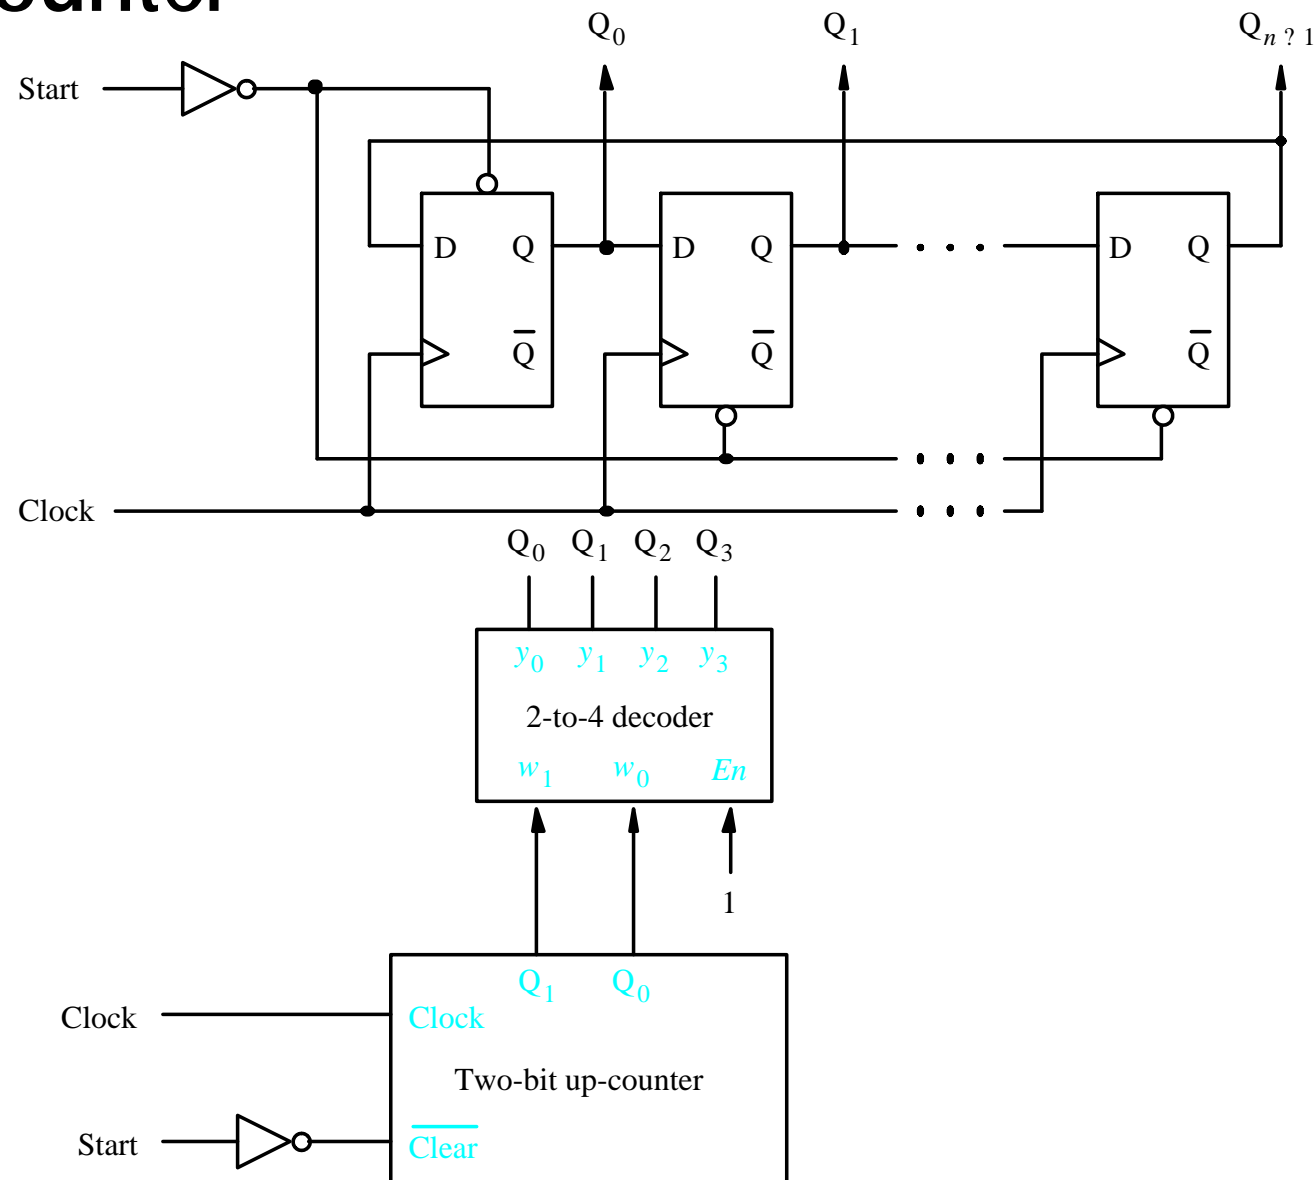 Q0 Q1 Qn ? 1
Start
D Q D Q D Q
Q̅ Q̅ Q̅
Clock
Q0 Q1 Q2 Q3
y0 y1 y2 y3
2-to-4 decoder
w1 w0 En
1
Q1 Q0
Clock Clock
Two-bit up-counter
Start C̅l̅e̅a̅r̅